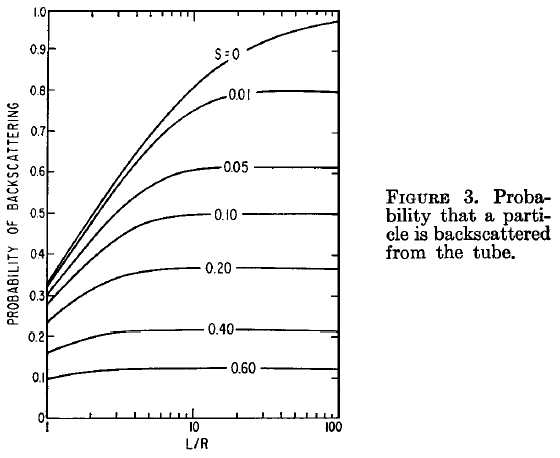 1.0
0.9
0.8
0.7
0.6
0.5
0.4
0.3
0.2
0.1
0
PROBABILITY OF BACKSCATTERING
S=0
0.01
0.05
0.10
0.20
0.40
0.60
1
10
100
L/R
FIGURE 3. Proba-
bility that a parti-
cle is backscattered
from the tube.